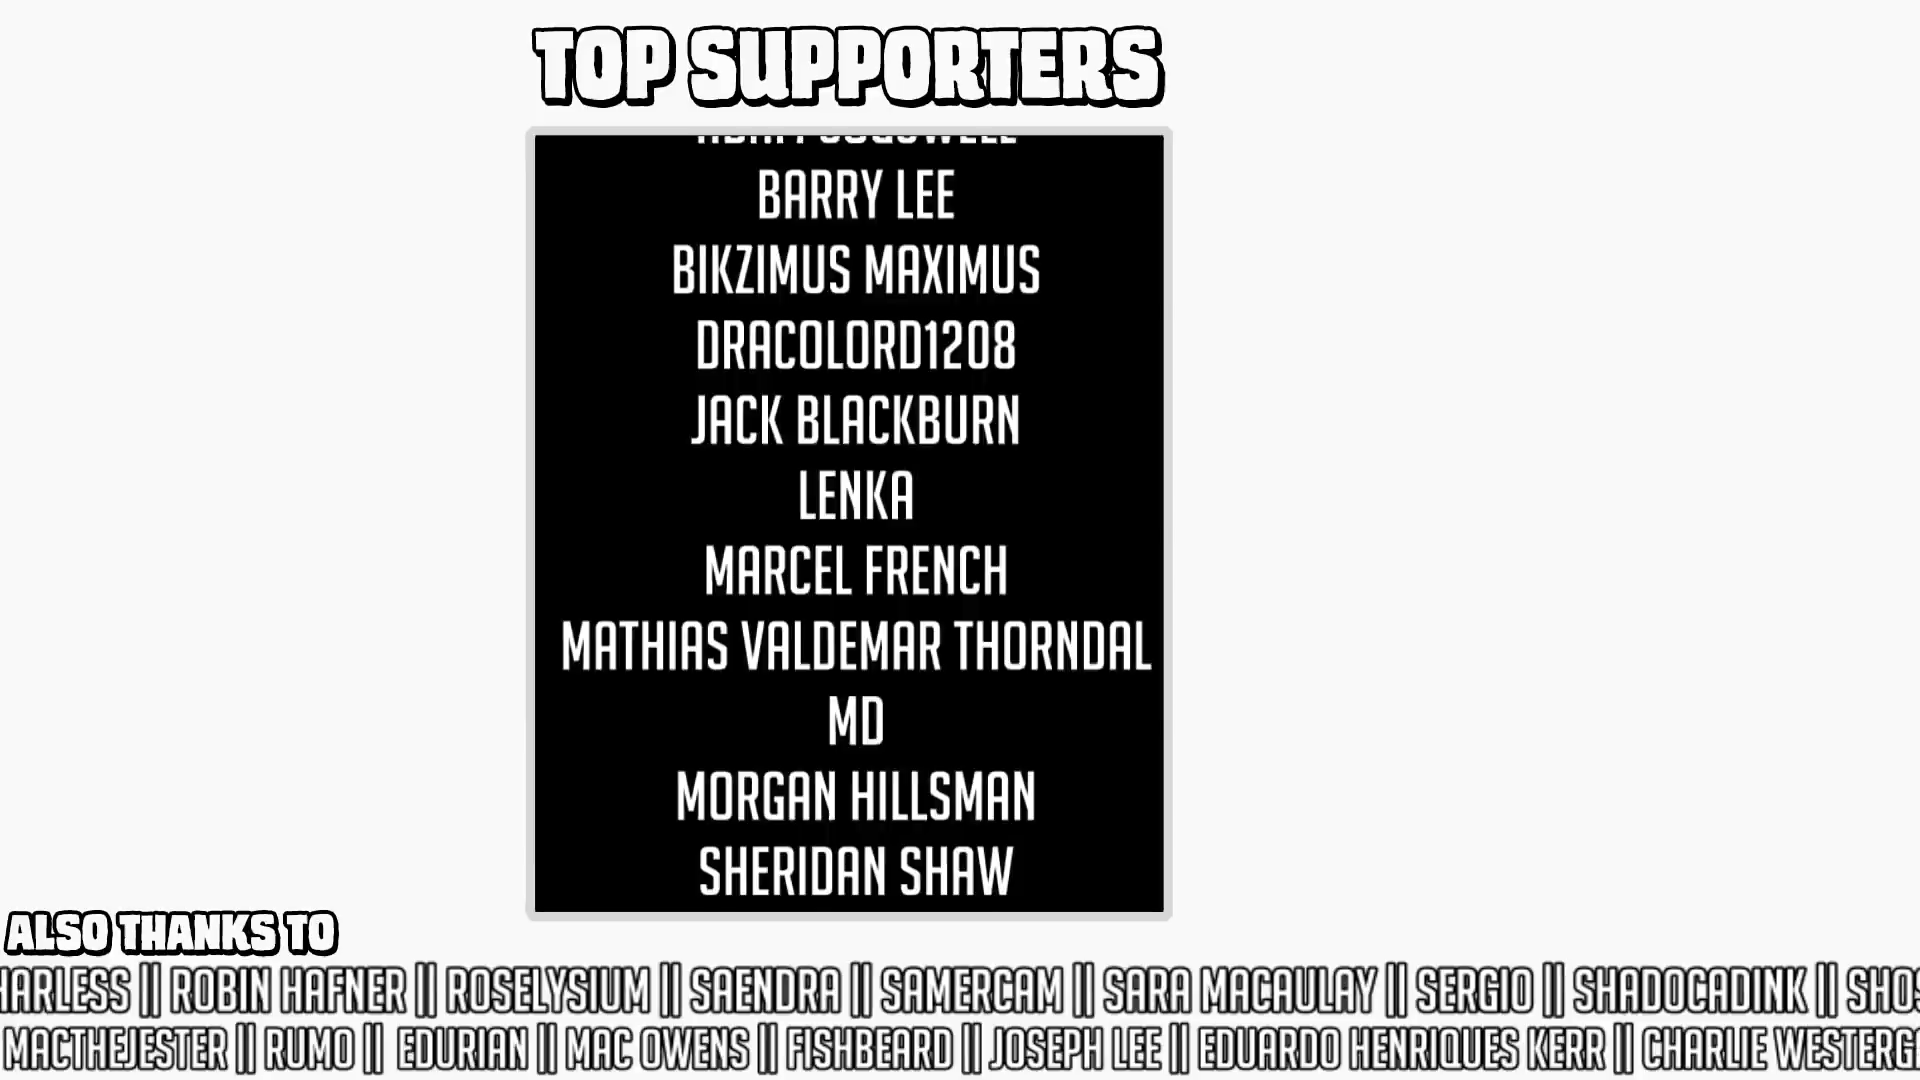 TOP SUPPORTERS
BARRY LEE
BIKZIMUS MAXIMUS
DRACOLORD1208
JACK BLACKBURN
LENKA
MARCEL FRENCH
MATHIAS VALDEMAR THORNDAL
MD
MORGAN HILLSMAN
SHERIDAN SHAW
ALSO THANKS TO
HARLESS || ROBIN HAFNER || ROSELYSIUM || SAENDRA || SAMERCAM || SARA MACAULAY || SERGIO || SHADOCADINK ||
MACTHEJESTER || RUMO || EDURIAN || MAC OWENS || FISHBEARD || JOSEPH LEE || EDUARDO HENRIQUES KERR || CHARLIE